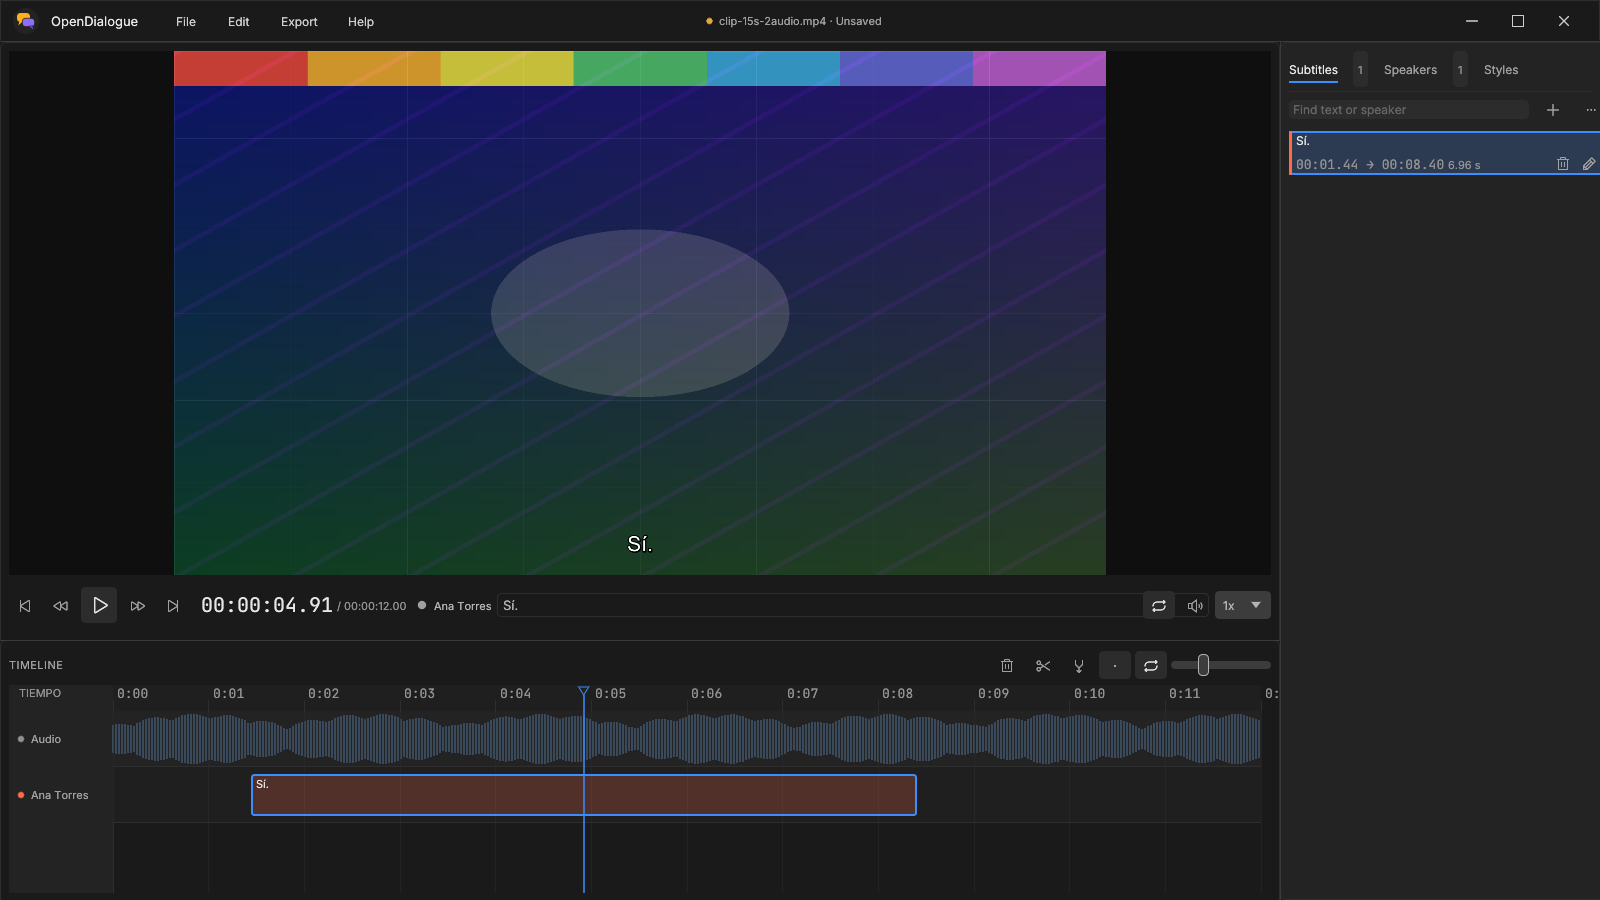 OpenDialogue File Edit Export Help
clip-15s-2audio.mp4 · Unsaved
Subtitles 1 Speakers 1 Styles
Find text or speaker
Sí.
00:01.44 → 00:08.40 6.96 s
Sí.
00:00:04.91 / 00:00:12.00 Ana Torres Sí. 1x
TIMELINE
TIEMPO 0:00 0:01 0:02 0:03 0:04 0:05 0:06 0:07 0:08 0:09 0:10 0:11 0:
Audio
Ana Torres Sí.